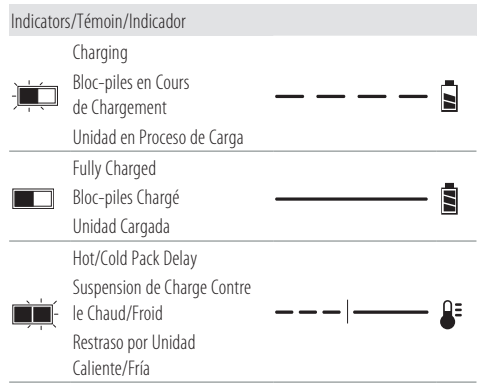 Indicators/Témoin/Indicador
Charging
Bloc-piles en Cours
de Chargement
Unidad en Proceso de Carga
Fully Charged
Bloc-piles Chargé
Unidad Cargada
Hot/Cold Pack Delay
Suspension de Charge Contre
le Chaud/Froid
Restraso por Unidad
Caliente/Fría